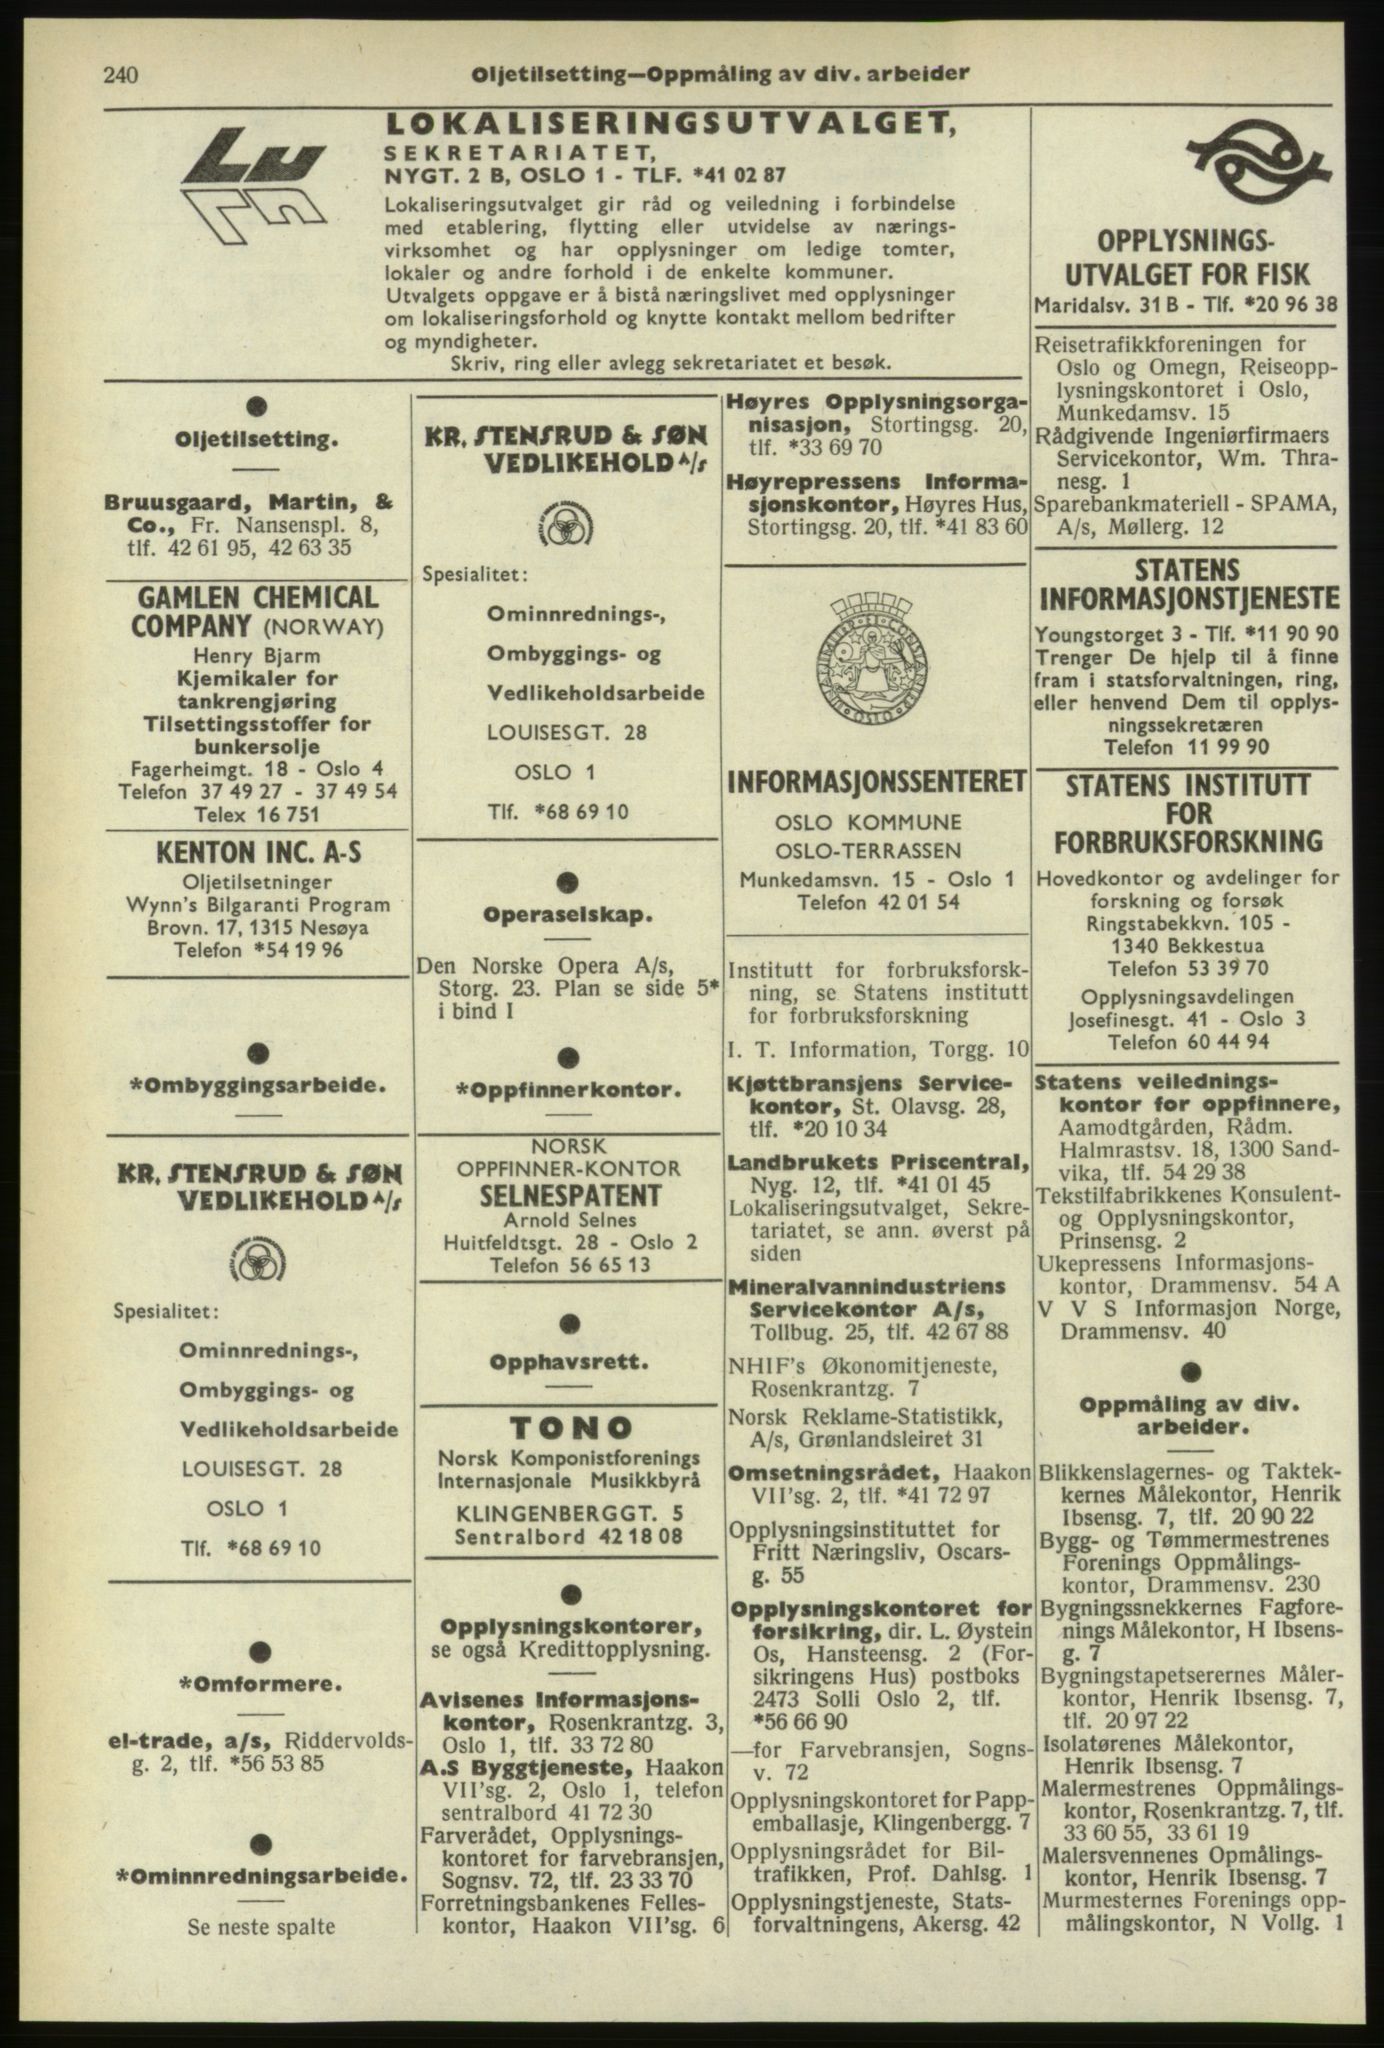 240
Oljetilsetting—Oppmåling av div. arbeider
LOKALISERINGSUTVALGET,
SEKRETARIATET,
NYGT. 2 B, OSLO 1 - TLF. *41 02 87
Lokaliseringsutvalget gir råd og veiledning i forbindelse
med etablering, flytting eller utvidelse av nærings-
virksomhet og har opplysninger om ledige tomter,
lokaler og andre forhold i de enkelte kommuner.
Utvalgets oppgave er å bistå næringslivet med opplysninger
om lokaliseringsforhold og knytte kontakt mellom bedrifter
og myndigheter.
Skriv, ring eller avlegg sekretariatet et besøk.
Oljetilsetting.
Bruusgaard, Martin, &
Co., Fr. Nansenspl. 8,
tlf. 42 61 95, 42 63 35
GAMLEN CHEMICAL
COMPANY (NORWAY)
Henry Bjarm
Kjemikaler for
tankrengjøring
Tilsettingsstoffer for
bunkersolje
Fagerheimgt. 18 - Oslo 4
Telefon 37 49 27 - 37 49 54
Telex 16 751
KENTON INC. A-S
Oljetilsetninger
Wynn's Bilgaranti Program
Brovn. 17, 1315 Nesøya
Telefon *54 19 96
*Ombyggingsarbeide.
KR. STENSRUD & SØN
VEDLIKEHOLD A/S
Spesialitet:
Ominnrednings-,
Ombyggings- og
Vedlikeholdsarbeide
LOUISESGT. 28
OSLO 1
Tlf. *68 69 10
*Omformere.
el-trade, a/s, Riddervolds-
g. 2, tlf. *56 53 85
*Ominnredningsarbeide.
Se neste spalte
KR. STENSRUD & SØN
VEDLIKEHOLD A/S
Spesialitet:
Ominnrednings-,
Ombyggings- og
Vedlikeholdsarbeide
LOUISESGT. 28
OSLO 1
Tlf. *68 69 10
Operaselskap.
Den Norske Opera A/s,
Storg. 23. Plan se side 5*
i bind I
*Oppfinnerkontor.
NORSK
OPPFINNER-KONTOR
SELNESPATENT
Arnold Selnes
Huitfeldtsgt. 28 - Oslo 2
Telefon 56 65 13
Opphavsrett.
TONO
Norsk Komponistforenings
Internasjonale Musikkbyrå
KLINGENBERGGT. 5
Sentralbord 42 18 08
Opplysningskontorer,
se også Kredittopplysning.
Avisenes Informasjons-
kontor, Rosenkrantzg. 3,
Oslo 1, tlf. 33 72 80
A.S Byggtjeneste, Haakon
VII'sg. 2, Oslo 1, telefon
sentralbord 41 72 30
Farverådet, Opplysnings-
kontoret for farvebransjen,
Sognsv. 72, tlf. 23 33 70
Forretningsbankenes Felles-
kontor, Haakon VII'sg. 6
Høyres Opplysningsorga-
nisasjon, Stortingsg. 20,
tlf. *33 69 70
Høyrepressens Informa-
sjonskontor, Høyres Hus,
Stortingsg. 20, tlf. *41 83 60
UNANIMITER ET CONSTANTER
OSLO
INFORMASJONSSENTERET
OSLO KOMMUNE
OSLO-TERRASSEN
Munkedamsvn. 15 - Oslo 1
Telefon 42 01 54
Institutt for forbruksforsk-
ning, se Statens institutt
for forbruksforskning
I. T. Information, Torgg. 10
Kjøttbransjens Service-
kontor, St. Olavsg. 28,
tlf. *20 10 34
Landbrukets Priscentral,
Nyg. 12, tlf. *41 01 45
Lokaliseringsutvalget, Sekre-
tariatet, se ann. øverst på
siden
Mineralvannindustriens
Servicekontor A/s,
Tollbug. 25, tlf. 42 67 88
NHIF's Økonomitjeneste,
Rosenkrantzg. 7
Norsk Reklame-Statistikk,
A/s, Grønlandsleiret 31
Omsetningsrådet, Haakon
VII'sg. 2, tlf. *41 72 97
Opplysningsinstituttet for
Fritt Næringsliv, Oscars-
g. 55
Opplysningskontoret for
forsikring, dir. L. Øystein
Os, Hansteensg. 2 (For-
sikringens Hus) postboks
2473 Solli Oslo 2, tlf.
*56 66 90
—for Farvebransjen, Sogns-
v. 72
Opplysningskontoret for Papp-
emballasje, Klingenbergg. 7
Opplysningsrådet for Bil-
trafikken, Prof. Dahlsg. 1
Opplysningstjeneste, Stats-
forvaltningens, Akersg. 42
OPPLYSNINGS-
UTVALGET FOR FISK
Maridalsv. 31 B - Tlf. *20 96 38
Reisetrafikkforeningen for
Oslo og Omegn, Reiseopp-
lysningskontoret i Oslo,
Munkedamsv. 15
Rådgivende Ingeniørfirmaers
Servicekontor, Wm. Thra-
nesg. 1
Sparebankmateriell - SPAMA,
A/s, Møllerg. 12
STATENS
INFORMASJONSTJENESTE
Youngstorget 3 - Tlf. *11 90 90
Trenger De hjelp til å finne
fram i statsforvaltningen, ring,
eller henvend Dem til opplys-
ningssekretæren
Telefon 11 99 90
STATENS INSTITUTT
FOR
FORBRUKSFORSKNING
Hovedkontor og avdelinger for
forskning og forsøk
Ringstabekkvn. 105 -
1340 Bekkestua
Telefon 53 39 70
Opplysningsavdelingen
Josefinesgt. 41 - Oslo 3
Telefon 60 44 94
Statens veilednings-
kontor for oppfinnere,
Aamodtgården, Rådm.
Halmrastsv. 18, 1300 Sand-
vika, tlf. 54 29 38
Tekstilfabrikkenes Konsulent-
og Opplysningskontor,
Prinsensg. 2
Ukepressens Informasjons-
kontor, Drammensv. 54 A
V V S Informasjon Norge,
Drammensv. 40
Oppmåling av div.
arbeider.
Blikkenslagernes- og Taktek-
kernes Målekontor, Henrik
Ibsensg. 7, tlf. 20 90 22
Bygg- og Tømmermestrenes
Forenings Oppmålings-
kontor, Drammensv. 230
Bygningssnekkernes Fagfore-
nings Målekontor, H Ibsens-
g. 7
Bygningstapetserernes Måler-
kontor, Henrik Ibsensg. 7,
tlf. 20 97 22
Isolatørenes Målekontor,
Henrik Ibsensg. 7
Malermestrenes Oppmålings-
kontor, Rosenkrantzg. 7, tlf.
33 60 55, 33 61 19
Malersvennenes Opmålings-
kontor, Henrik Ibsensg. 7
Murmesternes Forenings opp-
målingskontor, N Vollg. 1